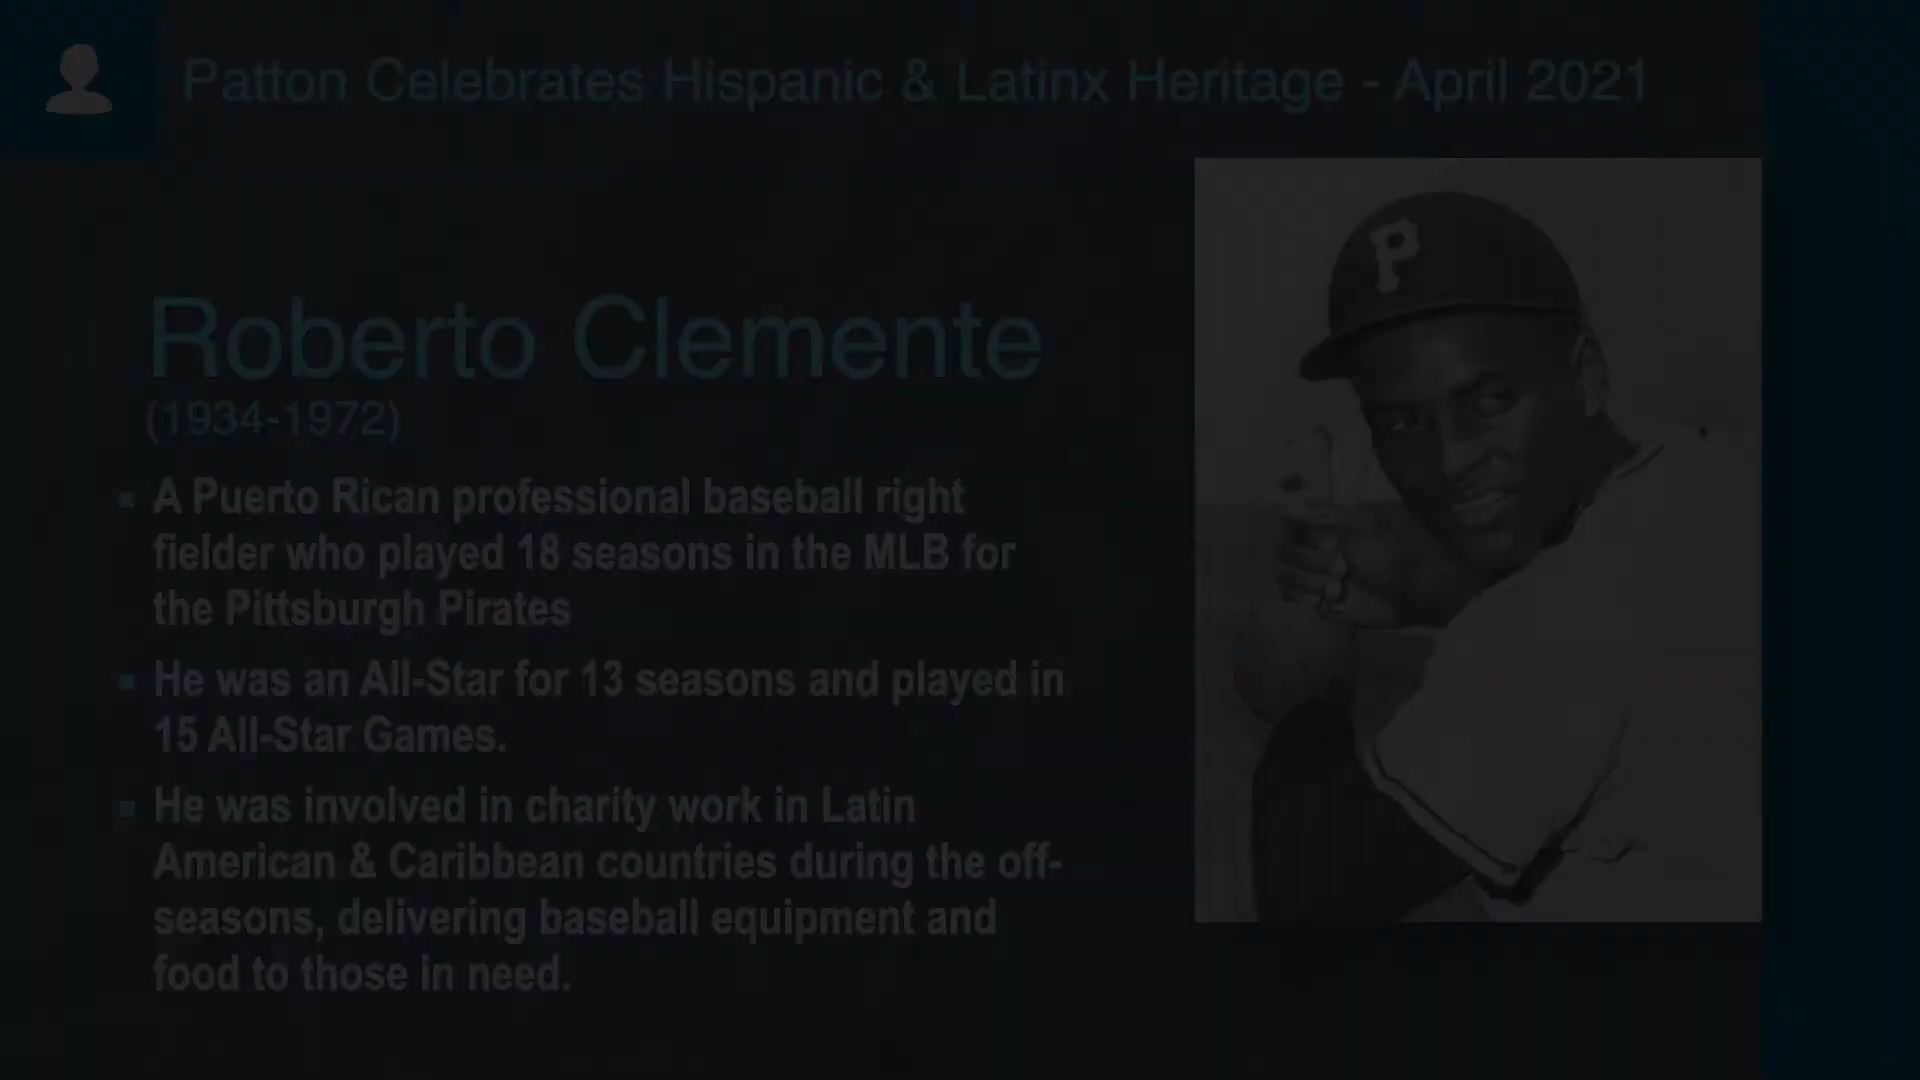 Patton Celebrates Hispanic & Latinx Heritage - April 2021
P
Roberto Clemente
(1934-1972)
A Puerto Rican professional baseball right
fielder who played 18 seasons in the MLB for
the Pittsburgh Pirates
He was an All-Star for 13 seasons and played in
15 All-Star Games.
He was involved in charity work in Latin
American & Caribbean countries during the off-
seasons, delivering baseball equipment and
food to those in need.